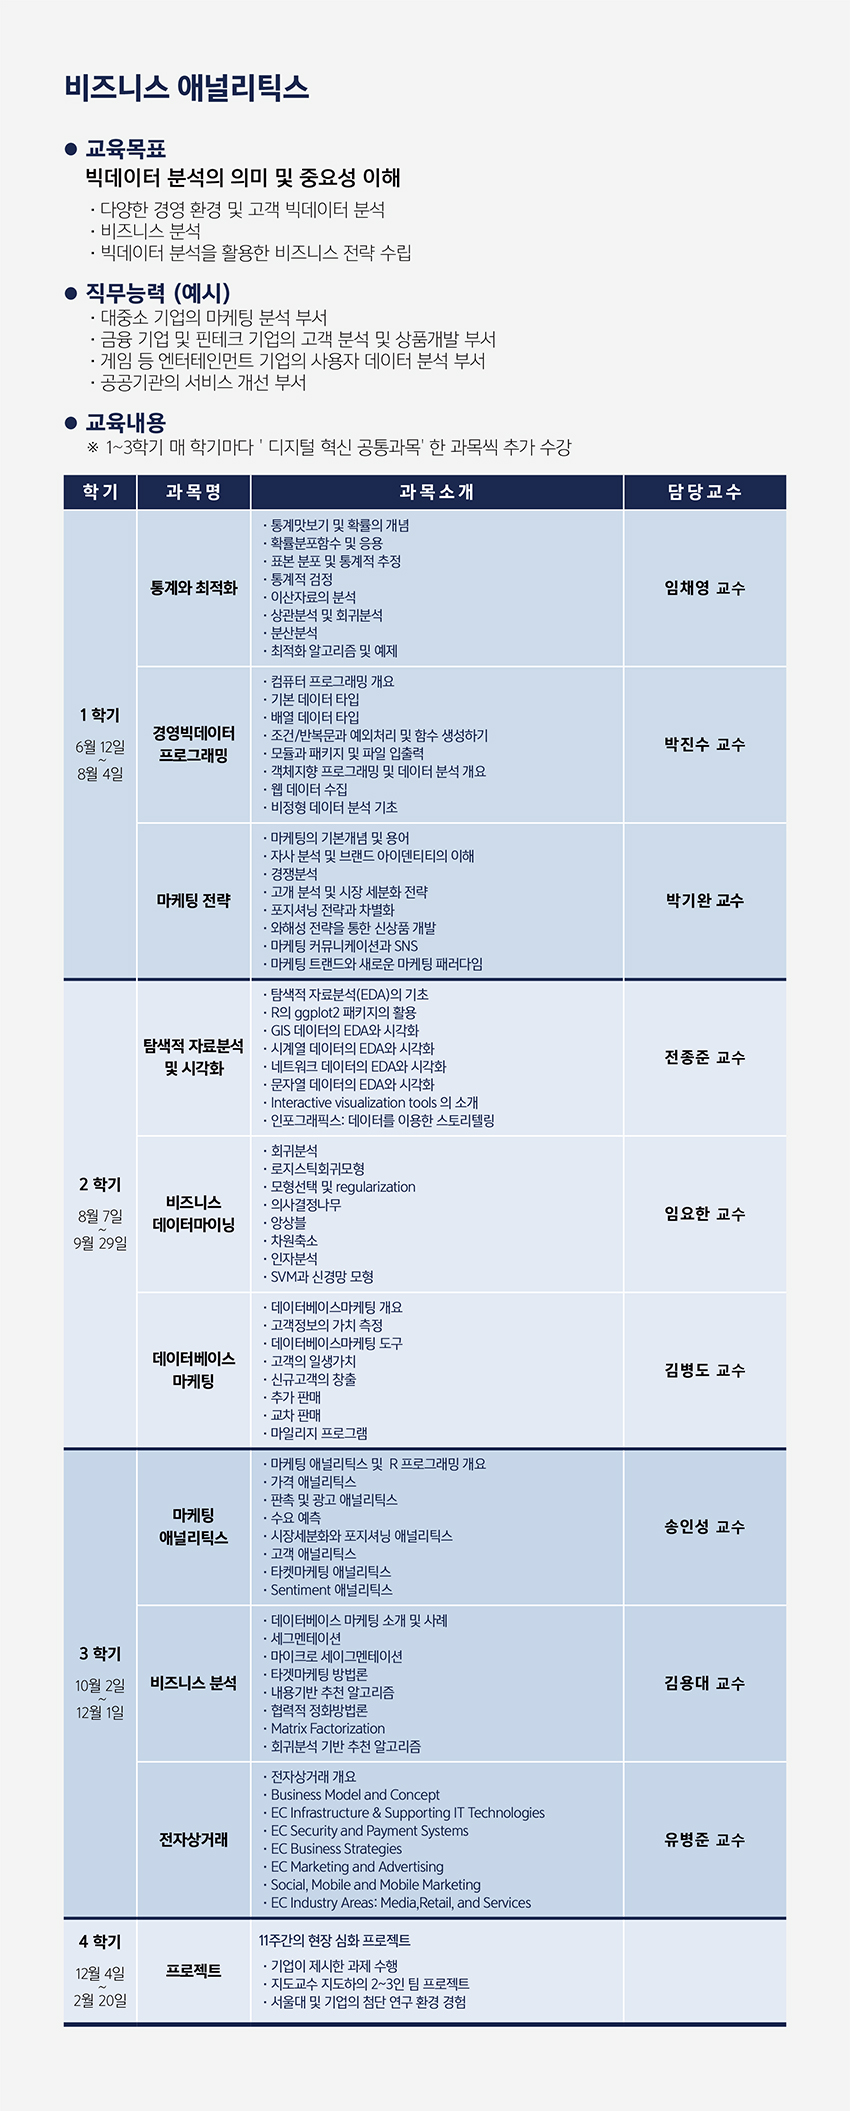 비즈니스 애널리틱스
● 교육목표
빅데이터 분석의 의미 및 중요성 이해
· 다양한 경영 환경 및 고객 빅데이터 분석
· 비즈니스 분석
· 빅데이터 분석을 활용한 비즈니스 전략 수립
● 직무능력 (예시)
· 대중소 기업의 마케팅 분석 부서
· 금융 기업 및 핀테크 기업의 고객 분석 및 상품개발 부서
· 게임 등 엔터테인먼트 기업의 사용자 데이터 분석 부서
· 공공기관의 서비스 개선 부서
● 교육내용
※ 1~3학기 매 학기마다 ' 디지털 혁신 공통과목' 한 과목씩 추가 수강
학기 과목명 과목소개 담당교수
1 학기
6월 12일
~
8월 4일
통계와 최적화
· 통계맛보기 및 확률의 개념
· 확률분포함수 및 응용
· 표본 분포 및 통계적 추정
· 통계적 검정
· 이산자료의 분석
· 상관분석 및 회귀분석
· 분산분석
· 최적화 알고리즘 및 예제
임채영 교수
경영빅데이터
프로그래밍
· 컴퓨터 프로그래밍 개요
· 기본 데이터 타입
· 배열 데이터 타입
· 조건/반복문과 예외처리 및 함수 생성하기
· 모듈과 패키지 및 파일 입출력
· 객체지향 프로그래밍 및 데이터 분석 개요
· 웹 데이터 수집
· 비정형 데이터 분석 기초
박진수 교수
마케팅 전략
· 마케팅의 기본개념 및 용어
· 자사 분석 및 브랜드 아이덴티티의 이해
· 경쟁분석
· 고개 분석 및 시장 세분화 전략
· 포지셔닝 전략과 차별화
· 와해성 전략을 통한 신상품 개발
· 마케팅 커뮤니케이션과 SNS
· 마케팅 트랜드와 새로운 마케팅 패러다임
박기완 교수
2 학기
8월 7일
~
9월 29일
탐색적 자료분석
및 시각화
· 탐색적 자료분석(EDA)의 기초
· R의 ggplot2 패키지의 활용
· GIS 데이터의 EDA와 시각화
· 시계열 데이터의 EDA와 시각화
· 네트워크 데이터의 EDA와 시각화
· 문자열 데이터의 EDA와 시각화
· Interactive visualization tools 의 소개
· 인포그래픽스: 데이터를 이용한 스토리텔링
전종준 교수
비즈니스
데이터마이닝
· 회귀분석
· 로지스틱회귀모형
· 모형선택 및 regularization
· 의사결정나무
· 앙상블
· 차원축소
· 인자분석
· SVM과 신경망 모형
임요한 교수
데이터베이스
마케팅
· 데이터베이스마케팅 개요
· 고객정보의 가치 측정
· 데이터베이스마케팅 도구
· 고객의 일생가치
· 신규고객의 창출
· 추가 판매
· 교차 판매
· 마일리지 프로그램
김병도 교수
3 학기
10월 2일
~
12월 1일
마케팅
애널리틱스
· 마케팅 애널리틱스 및 R 프로그래밍 개요
· 가격 애널리틱스
· 판촉 및 광고 애널리틱스
· 수요 예측
· 시장세분화와 포지셔닝 애널리틱스
· 고객 애널리틱스
· 타켓마케팅 애널리틱스
· Sentiment 애널리틱스
송인성 교수
비즈니스 분석
· 데이터베이스 마케팅 소개 및 사례
· 세그멘테이션
· 마이크로 세이그멘테이션
· 타겟마케팅 방법론
· 내용기반 추천 알고리즘
· 협력적 정화방법론
· Matrix Factorization
· 회귀분석 기반 추천 알고리즘
김용대 교수
전자상거래
· 전자상거래 개요
· Business Model and Concept
· EC Infrastructure & Supporting IT Technologies
· EC Security and Payment Systems
· EC Business Strategies
· EC Marketing and Advertising
· Social, Mobile and Mobile Marketing
· EC Industry Areas: Media,Retail, and Services
유병준 교수
4 학기
12월 4일
~
2월 20일
프로젝트
11주간의 현장 심화 프로젝트
· 기업이 제시한 과제 수행
· 지도교수 지도하의 2~3인 팀 프로젝트
· 서울대 및 기업의 첨단 연구 환경 경험